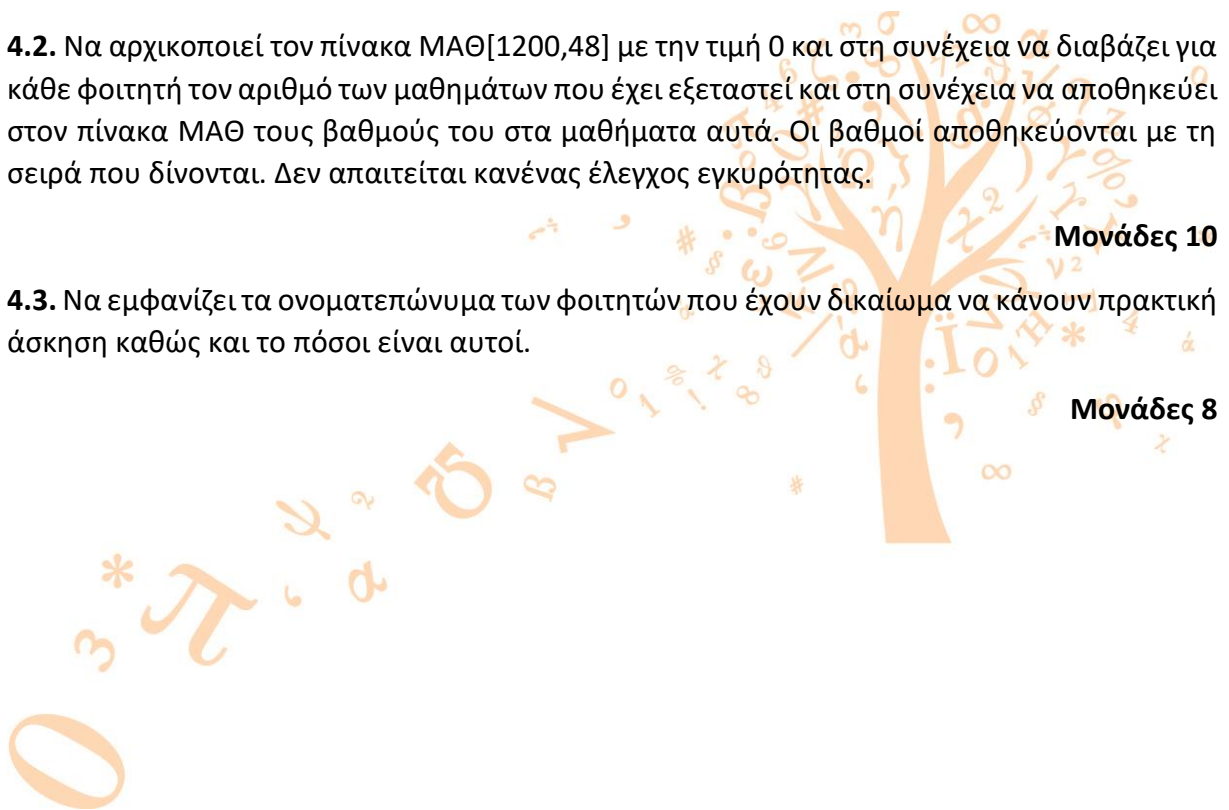 4.2. Να αρχικοποιεί τον πίνακα ΜΑΘ[1200,48] με την τιμή 0 και στη συνέχεια να διαβάζει για
κάθε φοιτητή τον αριθμό των μαθημάτων που έχει εξεταστεί και στη συνέχεια να αποθηκεύει
στον πίνακα ΜΑΘ τους βαθμούς του στα μαθήματα αυτά. Οι βαθμοί αποθηκεύονται με τη
σειρά που δίνονται. Δεν απαιτείται κανένας έλεγχος εγκυρότητας.
Μονάδες 10
4.3. Να εμφανίζει τα ονοματεπώνυμα των φοιτητών που έχουν δικαίωμα να κάνουν πρακτική
άσκηση καθώς και το πόσοι είναι αυτοί.
Μονάδες 8